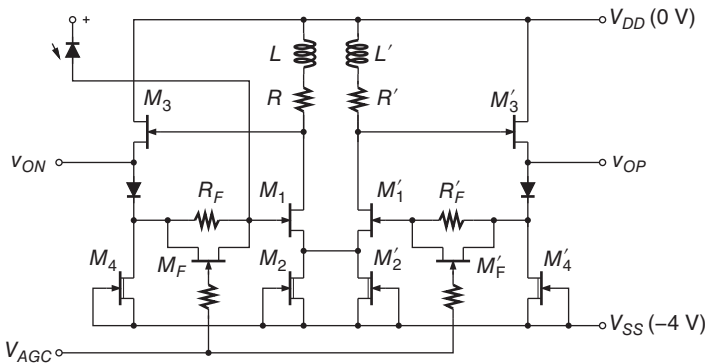 +
V_DD (0 V)
L L′
R R′
M_3 M′_3
v_ON v_OP
R_F M_1 M′_1 R′_F
M_4 M_F M_2 M′_2 M′_F M′_4
V_SS (−4 V)
V_AGC